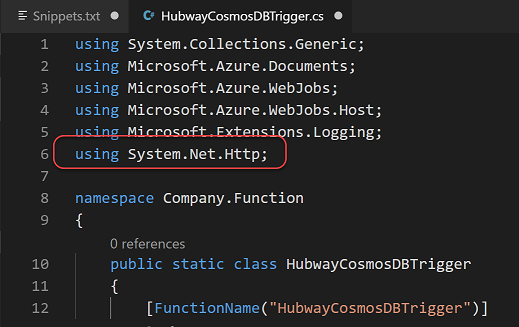 Snippets.txt HubwayCosmosDBTrigger.cs
1 using System.Collections.Generic;
2 using Microsoft.Azure.Documents;
3 using Microsoft.Azure.WebJobs;
4 using Microsoft.Azure.WebJobs.Host;
5 using Microsoft.Extensions.Logging;
6 using System.Net.Http;
7
8 namespace Company.Function
9 {
0 references
10 public static class HubwayCosmosDBTrigger
11 {
12 [FunctionName("HubwayCosmosDBTrigger")]